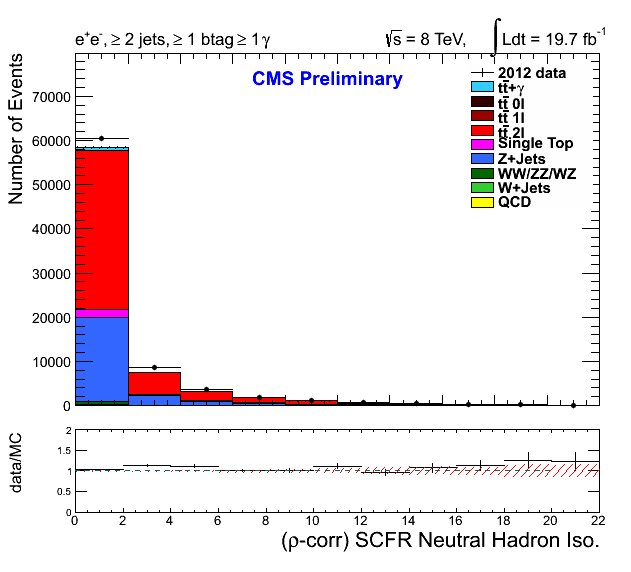 e⁺e⁻, ≥ 2 jets, ≥ 1 btag ≥ 1 γ
√s = 8 TeV, ∫ Ldt = 19.7 fb⁻¹
CMS Preliminary
2012 data
tt̄+γ
tt̄ 0l
tt̄ 1l
tt̄ 2l
Single Top
Z+Jets
WW/ZZ/WZ
W+Jets
QCD
Number of Events
70000
60000
50000
40000
30000
20000
10000
0
data/MC
2
1.5
1
0.5
0
0 2 4 6 8 10 12 14 16 18 20 22
(ρ-corr) SCFR Neutral Hadron Iso.